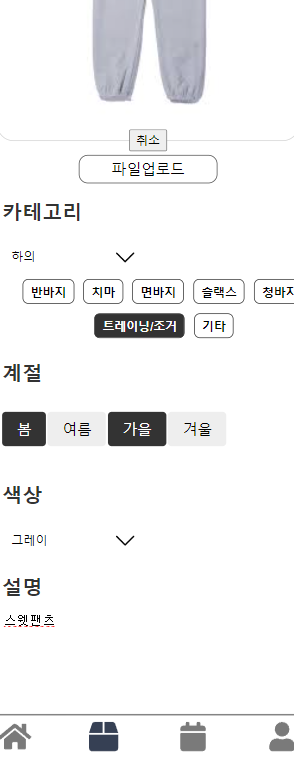 취소
파일업로드
카테고리
하의
반바지 치마 면바지 슬랙스 청바지
트레이닝/조거 기타
계절
봄 여름 가을 겨울
색상
그레이
설명
스웻팬츠